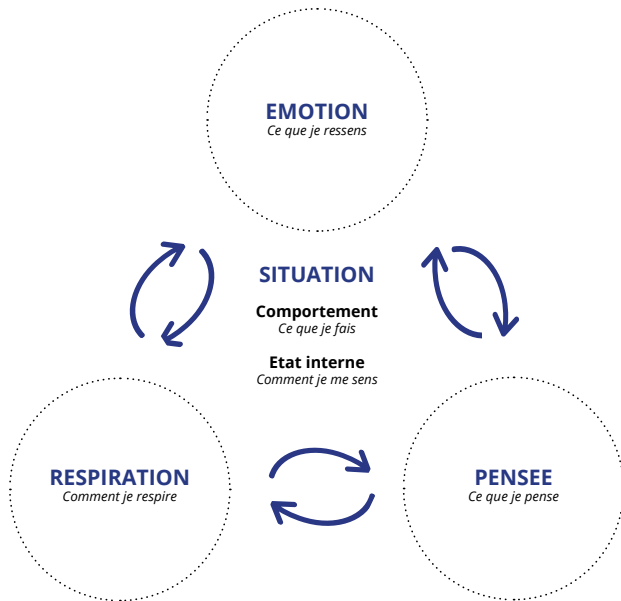 EMOTION
Ce que je ressens
SITUATION
Comportement
Ce que je fais
Etat interne
Comment je me sens
RESPIRATION
Comment je respire
PENSEE
Ce que je pense